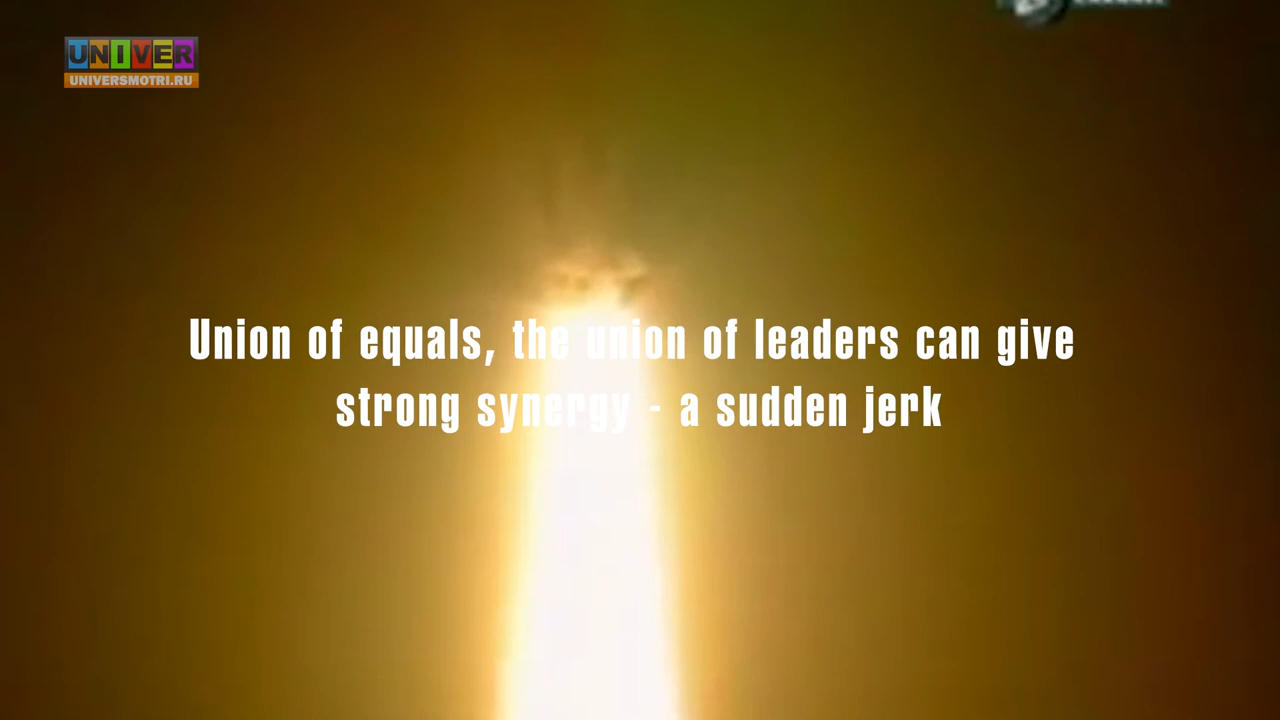 UNIVER
UNIVERSMOTRI.RU
Union of equals, the union of leaders can give
strong synergy - a sudden jerk